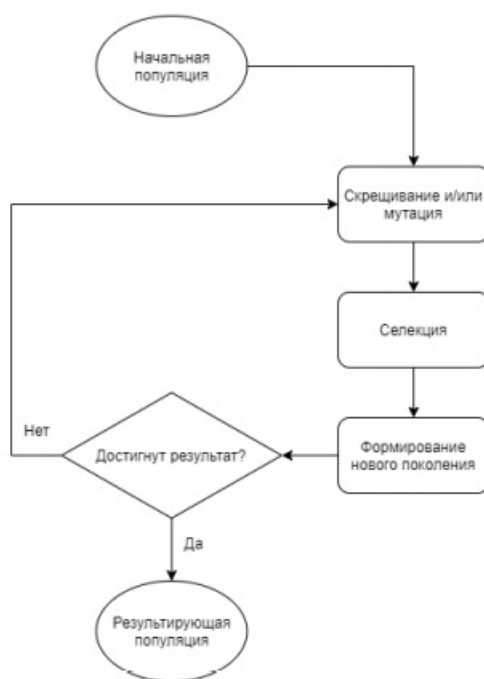 Начальная
популяция
Скрещивание и/или
мутация
Селекция
Формирование
нового поколения
Достигнут результат?
Нет
Да
Результирующая
популяция